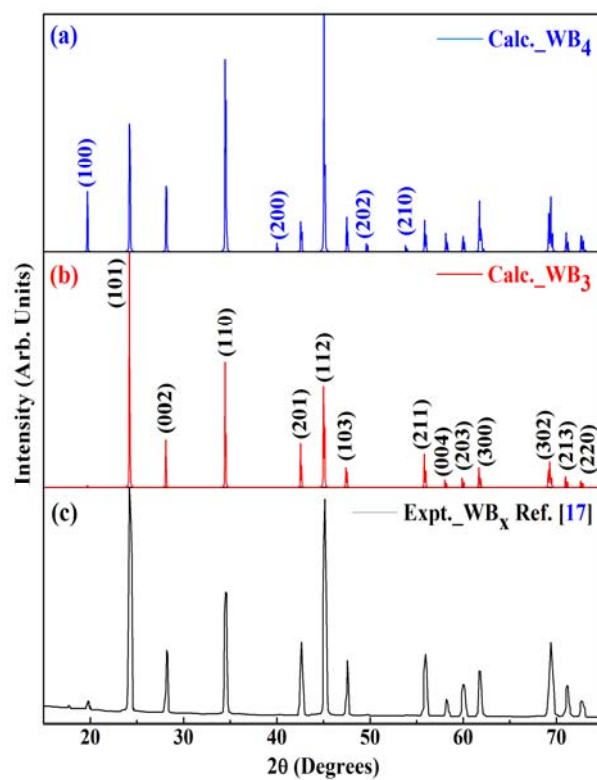 (a)
Calc._WB4
(100)
(200)
(202)
(210)
(b)
Calc._WB3
(101)
(002)
(110)
(201)
(112)
(103)
(211)
(004)
(203)
(300)
(302)
(213)
(220)
(c)
Expt._WBx Ref. [17]
Intensity (Arb. Units)
20 30 40 50 60 70
2θ (Degrees)